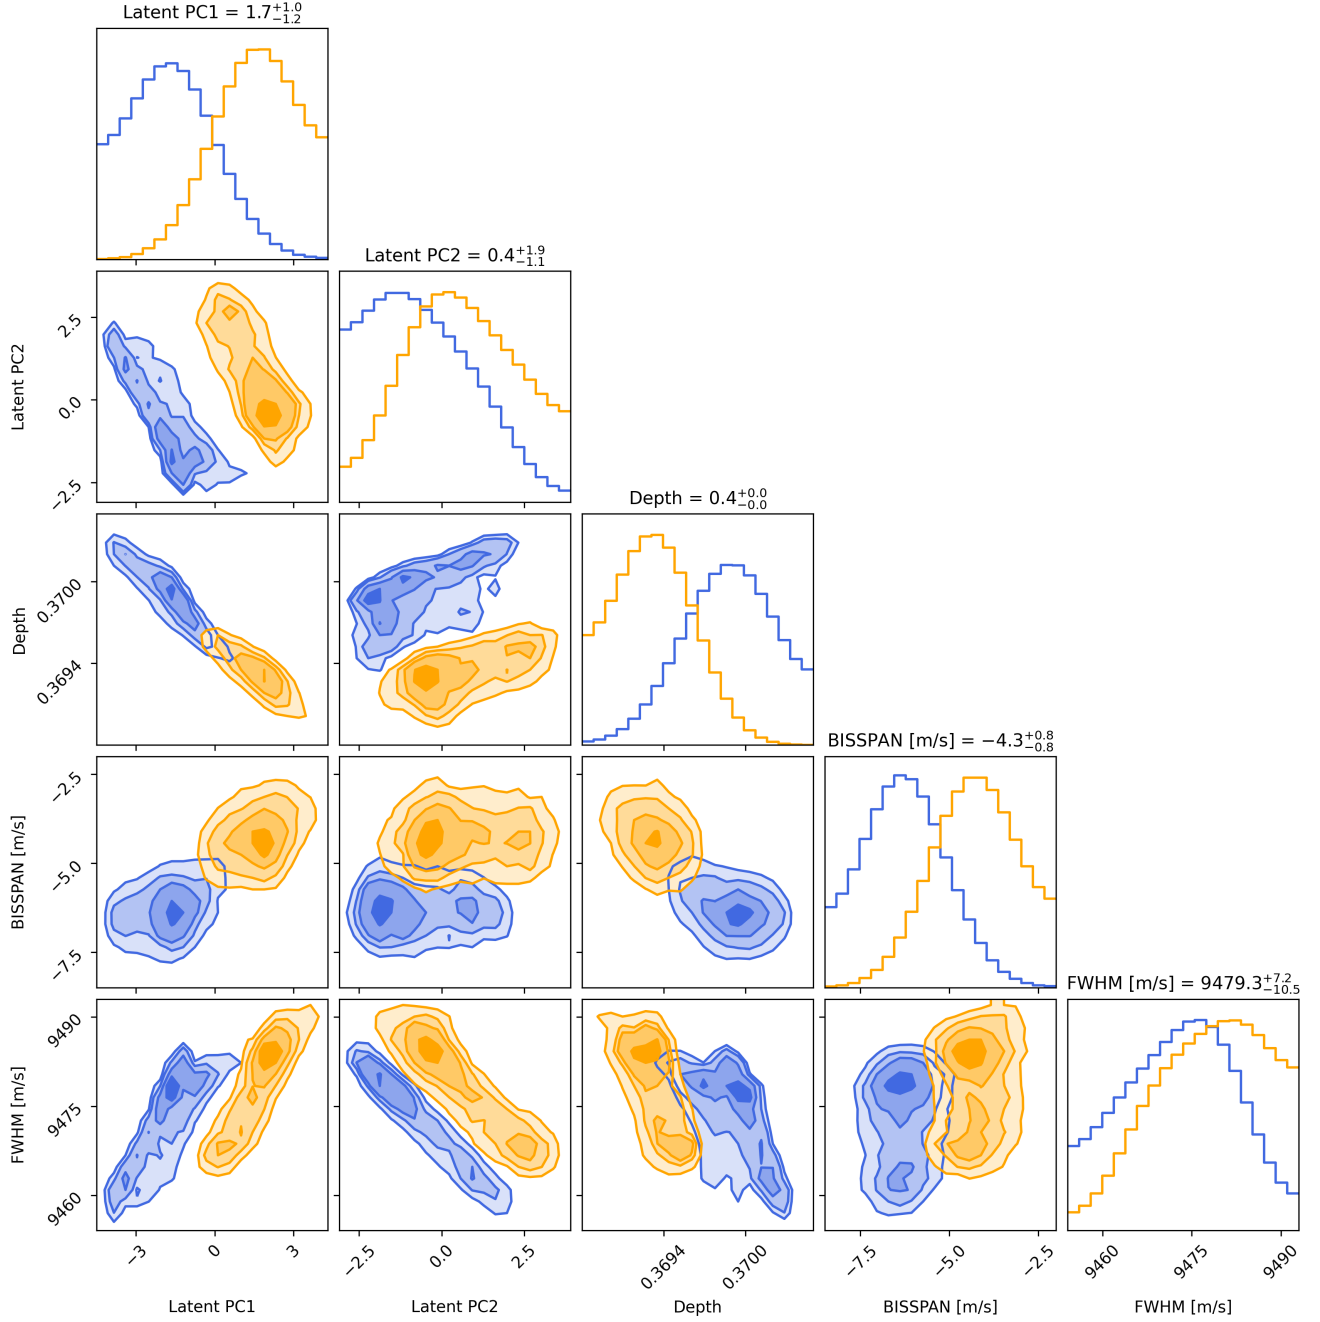 Latent PC1 = 1.7+1.0−1.2
Latent PC2 = 0.4+1.9−1.1
2.5
0.0
−2.5
Latent PC2
Depth = 0.4+0.0−0.0
0.3700
0.3694
Depth
BISSPAN [m/s] = −4.3+0.8−0.8
−2.5
−5.0
−7.5
BISSPAN [m/s]
FWHM [m/s] = 9479.3+7.2−10.5
9490
9475
9460
FWHM [m/s]
−3 0 3
−2.5 0.0 2.5
0.3694 0.3700
−7.5 −5.0 −2.5
9460 9475 9490
Latent PC1
Latent PC2
Depth
BISSPAN [m/s]
FWHM [m/s]